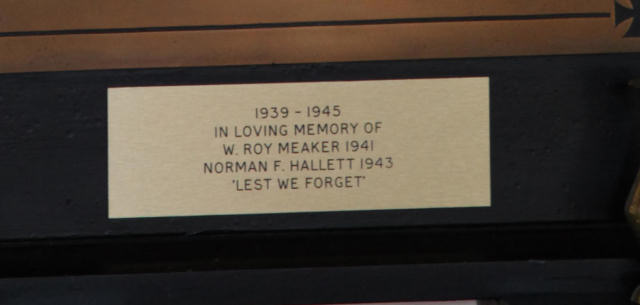 1939 - 1945
IN LOVING MEMORY OF
W. ROY MEAKER 1941
NORMAN F. HALLETT 1943
'LEST WE FORGET'